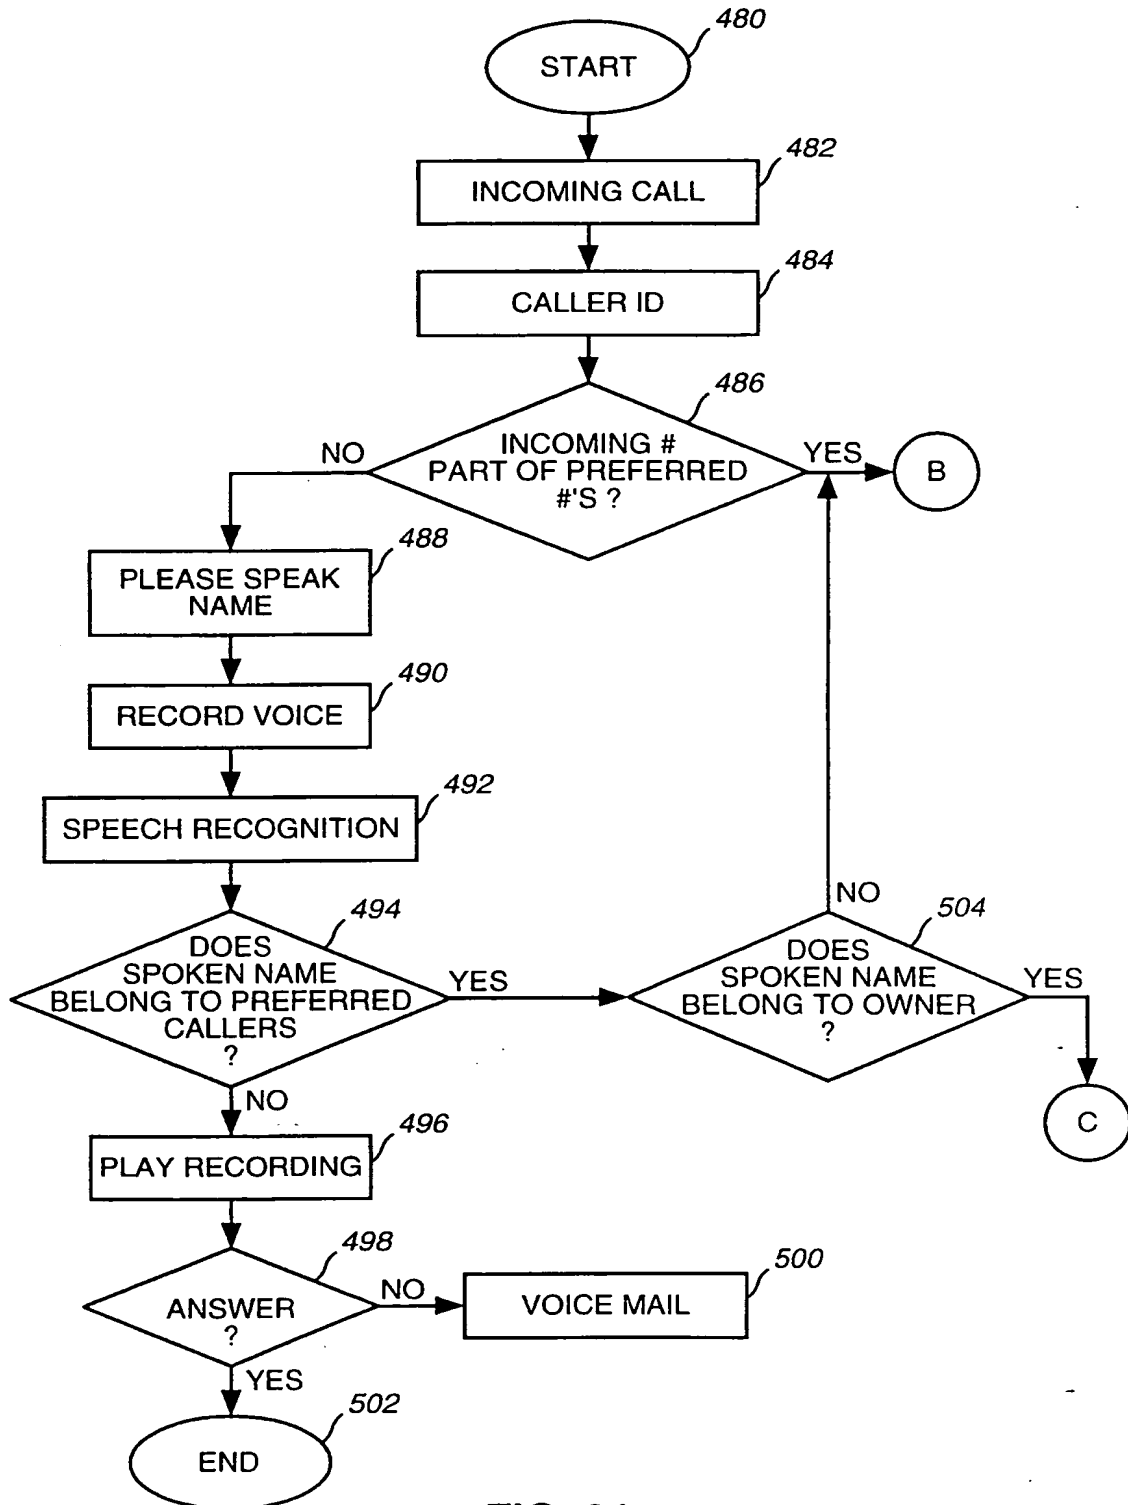 480
START
482
INCOMING CALL
484
CALLER ID
486
INCOMING #
PART OF PREFERRED
#'S ?
NO
YES
B
488
PLEASE SPEAK
NAME
490
RECORD VOICE
492
SPEECH RECOGNITION
494
DOES
SPOKEN NAME
BELONG TO PREFERRED
CALLERS
?
YES
NO
504
DOES
SPOKEN NAME
BELONG TO OWNER
?
YES
C
NO
496
PLAY RECORDING
498
ANSWER
?
NO
500
VOICE MAIL
YES
502
END